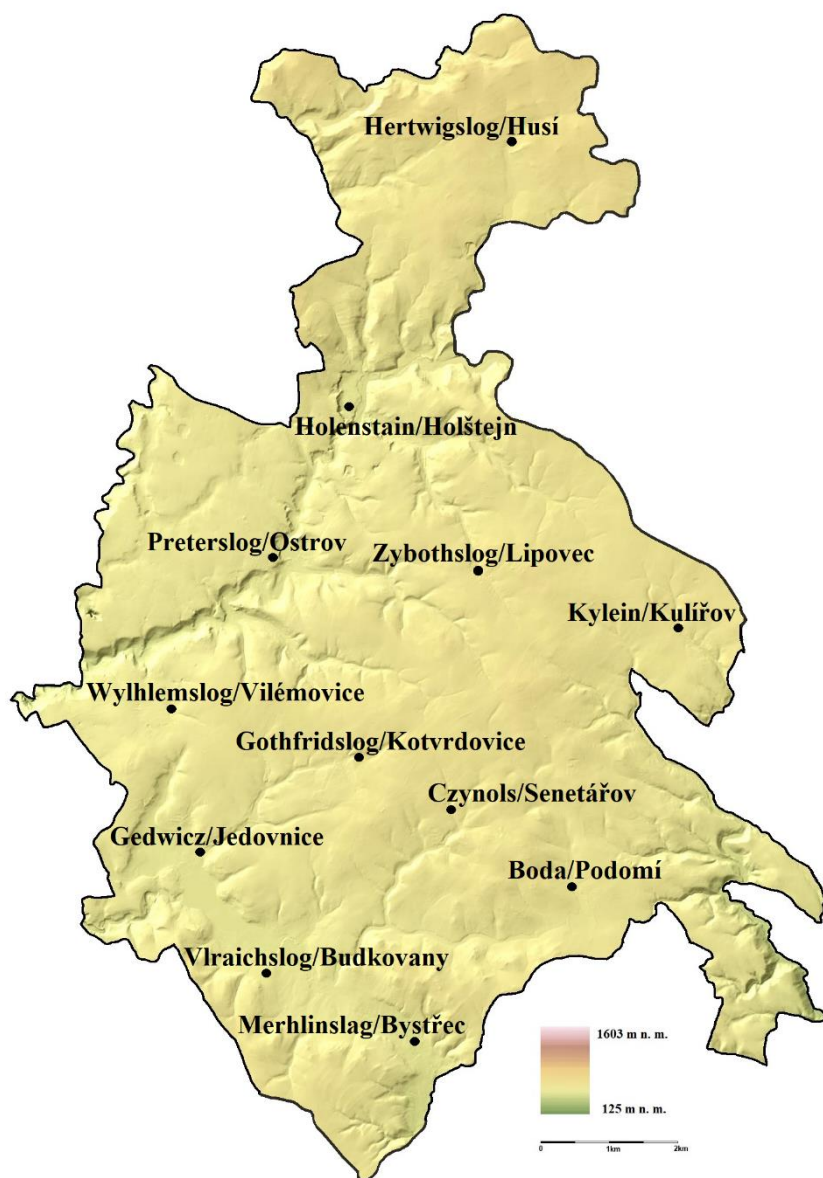 Hertwigslog/Husí
Holenstain/Holštejn
Preterslog/Ostrov
Zybothslog/Lipovec
Kylein/Kulířov
Wylhlemslog/Vilémovice
Gothfridslog/Kotvrdovice
Czynols/Senetářov
Gedwicz/Jedovnice
Boda/Podomí
Vlraichslog/Budkovany
Merhlinslag/Bystřec
1603 m n. m.
125 m n. m.
0 1km 2km